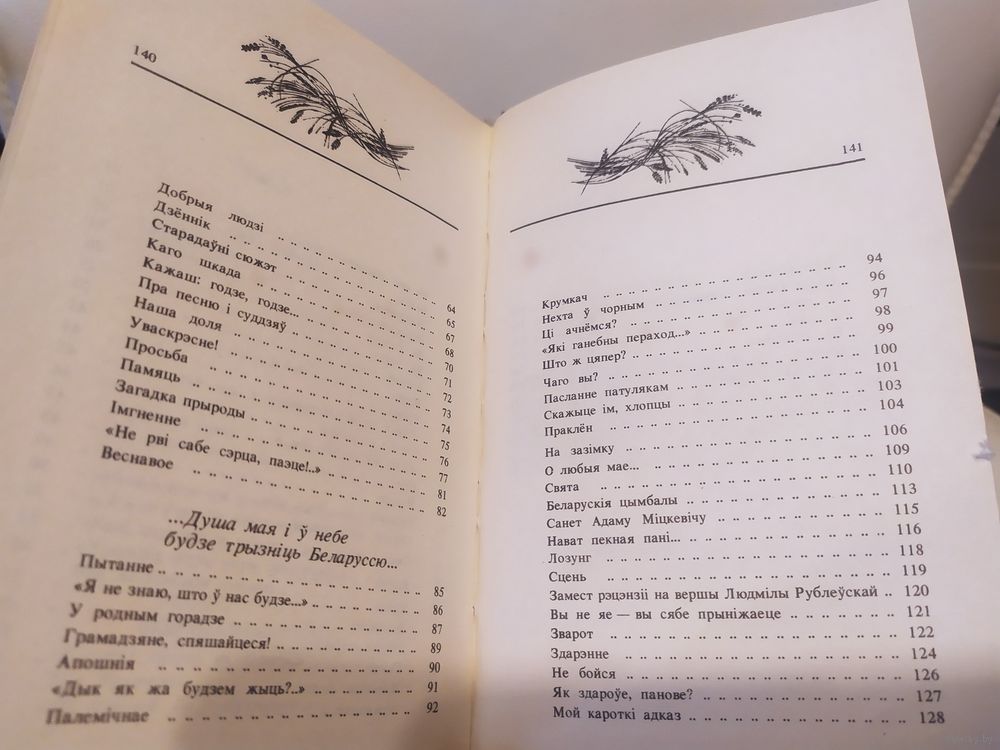 140
Добрыя людзі .. .. .. .. .. .. .. .. .. 64
Дзённік .. .. .. .. .. .. .. .. .. .. 65
Старадаўні сюжэт .. .. .. .. .. .. .. 67
Каго шкада .. .. .. .. .. .. .. .. .. 68
Кажаш: годзе, годзе... .. .. .. .. .. .. 70
Пра песню і суддзяў .. .. .. .. .. .. 71
Наша доля .. .. .. .. .. .. .. .. .. 72
Уваскрэсне! .. .. .. .. .. .. .. .. .. 73
Просьба .. .. .. .. .. .. .. .. .. .. 74
Памяць .. .. .. .. .. .. .. .. .. .. 75
Загадка прыроды .. .. .. .. .. .. .. 76
Імгненне .. .. .. .. .. .. .. .. .. .. 77
«Не рві сабе сэрца, паэце!..» .. .. .. .. 81
Веснавое .. .. .. .. .. .. .. .. .. .. 82
...Душа мая і ў небе
будзе трызніць Беларуссю...
Пытанне .. .. .. .. .. .. .. .. .. .. 85
«Я не знаю, што ў нас будзе...» .. .. .. .. 86
У родным горадзе .. .. .. .. .. .. .. 87
Грамадзяне, спяшайцеся! .. .. .. .. .. 89
Апошнія .. .. .. .. .. .. .. .. .. .. 90
«Дык як жа будзем жыць?..» .. .. .. .. 91
Палемічнае .. .. .. .. .. .. .. .. .. 92
141
Крумкач .. .. .. .. .. .. .. .. .. .. 94
Нехта ў чорным .. .. .. .. .. .. .. .. 96
Ці ачнёмся? .. .. .. .. .. .. .. .. .. 97
«Які ганебны пераход...» .. .. .. .. .. 98
Што ж цяпер? .. .. .. .. .. .. .. .. 99
Чаго вы? .. .. .. .. .. .. .. .. .. .. 100
Пасланне патулякам .. .. .. .. .. .. .. 101
Скажыце ім, хлопцы .. .. .. .. .. .. .. 103
Праклён .. .. .. .. .. .. .. .. .. .. 104
На зазімку .. .. .. .. .. .. .. .. .. 106
О любыя мае... .. .. .. .. .. .. .. .. 109
Свята .. .. .. .. .. .. .. .. .. .. .. 110
Беларускія цымбалы .. .. .. .. .. .. .. 113
Санет Адаму Міцкевічу .. .. .. .. .. .. 115
Нават пекная пані... .. .. .. .. .. .. .. 116
Лозунг .. .. .. .. .. .. .. .. .. .. .. 118
Сцень .. .. .. .. .. .. .. .. .. .. .. 119
Замест рэцэнзіі на вершы Людмілы Рублеўскай .. 120
Вы не яе — вы сябе прыніжаеце .. .. .. .. 121
Зварот .. .. .. .. .. .. .. .. .. .. .. 122
Здарэнне .. .. .. .. .. .. .. .. .. .. 124
Не бойся .. .. .. .. .. .. .. .. .. .. 126
Як здароўе, панове? .. .. .. .. .. .. .. 127
Мой кароткі адказ .. .. .. .. .. .. .. .. 128